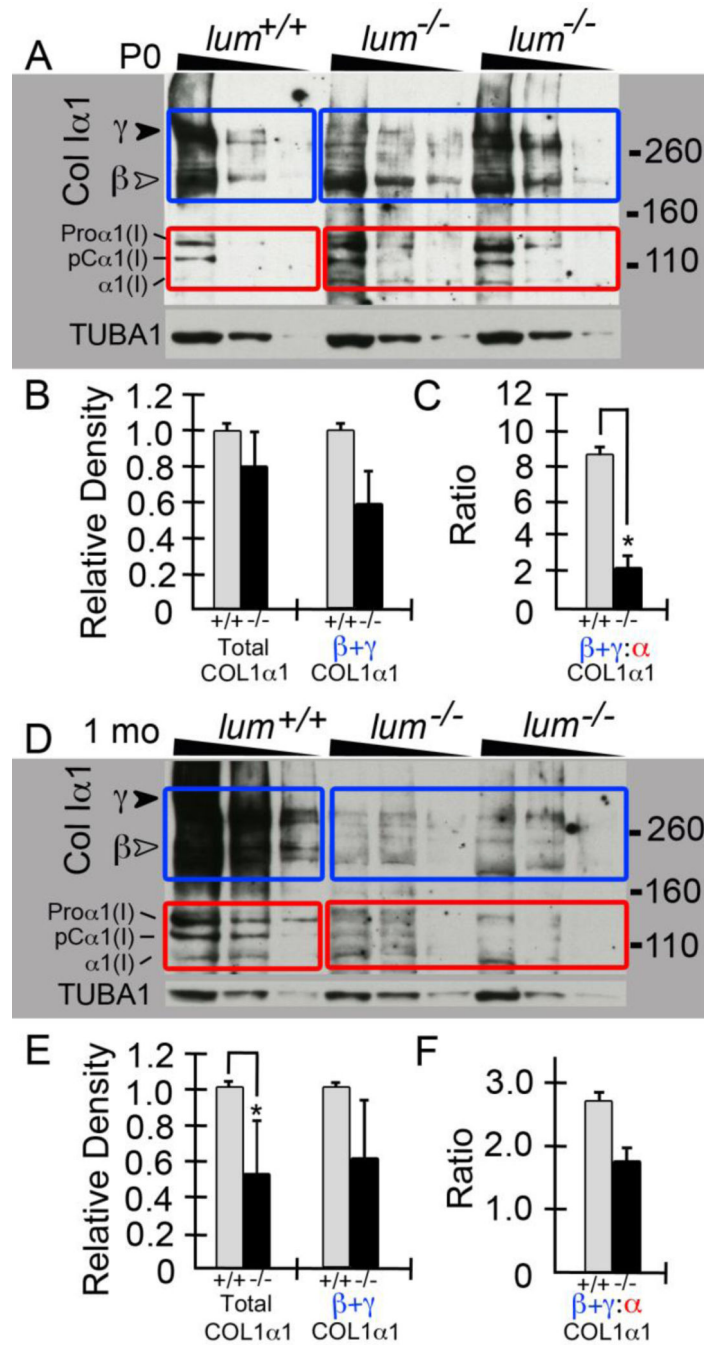 A P0 lum+/+ lum-/- lum-/-
Col Iα1
γ
β
Proα1(I)
pCα1(I)
α1(I)
TUBA1
-260
-160
-110
B
Relative Density
1.2
1.0
0.8
0.6
0.4
0.2
0
+/+ -/- +/+ -/-
Total β+γ
COL1α1 COL1α1
C
Ratio
12
10
8
6
4
2
0
*
+/+ -/-
β+γ:α
COL1α1
D 1 mo lum+/+ lum-/- lum-/-
Col Iα1
γ
β
Proα1(I)
pCα1(I)
α1(I)
TUBA1
-260
-160
-110
E
Relative Density
1.2
1.0
0.8
0.6
0.4
0.2
0
*
+/+ -/- +/+ -/-
Total β+γ
COL1α1 COL1α1
F
Ratio
3.0
2.0
1.0
0
+/+ -/-
β+γ:α
COL1α1